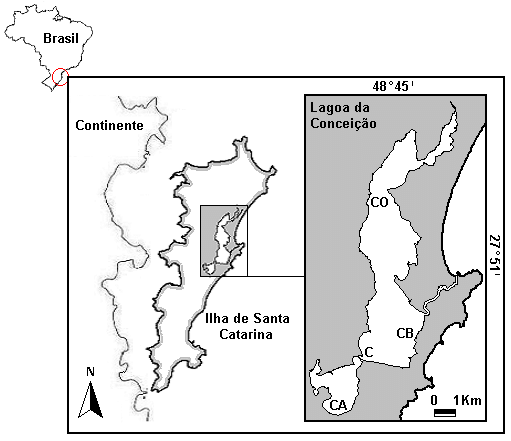 Brasil
48°45'
Continente
Lagoa da
Conceição
CO
27°51'
Ilha de Santa
Catarina
CB
C
CA
N
0 1Km